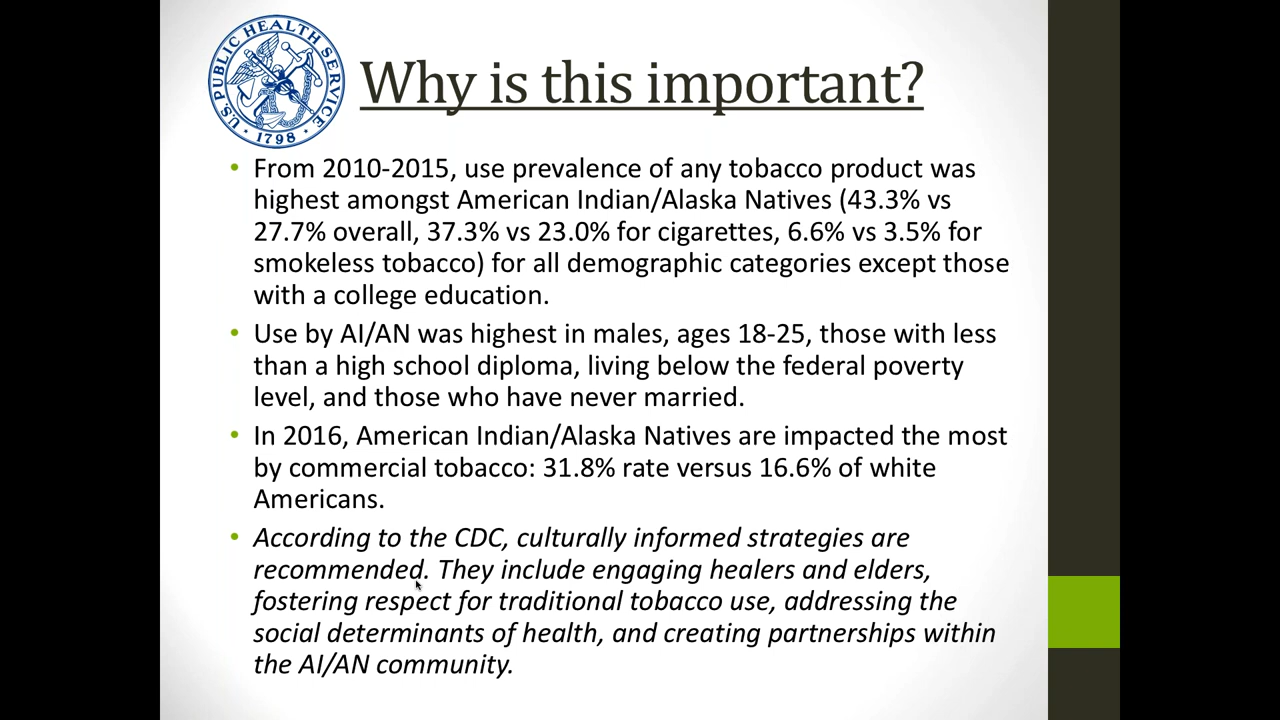 U.S. PUBLIC HEALTH SERVICE
· 1798 ·
Why is this important?
• From 2010-2015, use prevalence of any tobacco product was
highest amongst American Indian/Alaska Natives (43.3% vs
27.7% overall, 37.3% vs 23.0% for cigarettes, 6.6% vs 3.5% for
smokeless tobacco) for all demographic categories except those
with a college education.
• Use by AI/AN was highest in males, ages 18-25, those with less
than a high school diploma, living below the federal poverty
level, and those who have never married.
• In 2016, American Indian/Alaska Natives are impacted the most
by commercial tobacco: 31.8% rate versus 16.6% of white
Americans.
• According to the CDC, culturally informed strategies are
recommended. They include engaging healers and elders,
fostering respect for traditional tobacco use, addressing the
social determinants of health, and creating partnerships within
the AI/AN community.